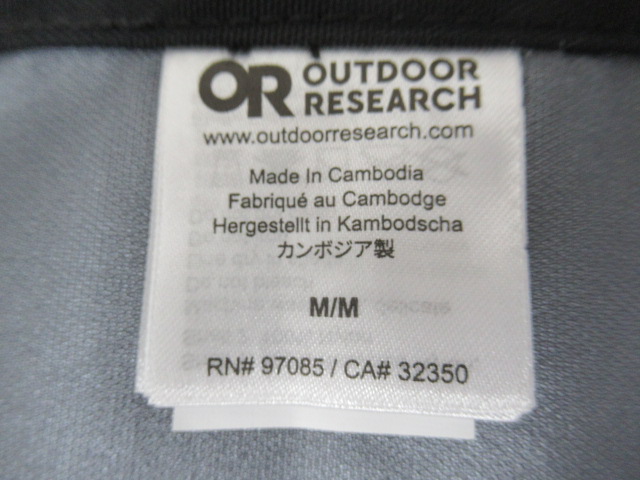 OR OUTDOOR
RESEARCH
www.outdoorresearch.com
Made In Cambodia
Fabriqué au Cambodge
Hergestellt in Kambodscha
カンボジア製
M/M
RN# 97085 / CA# 32350